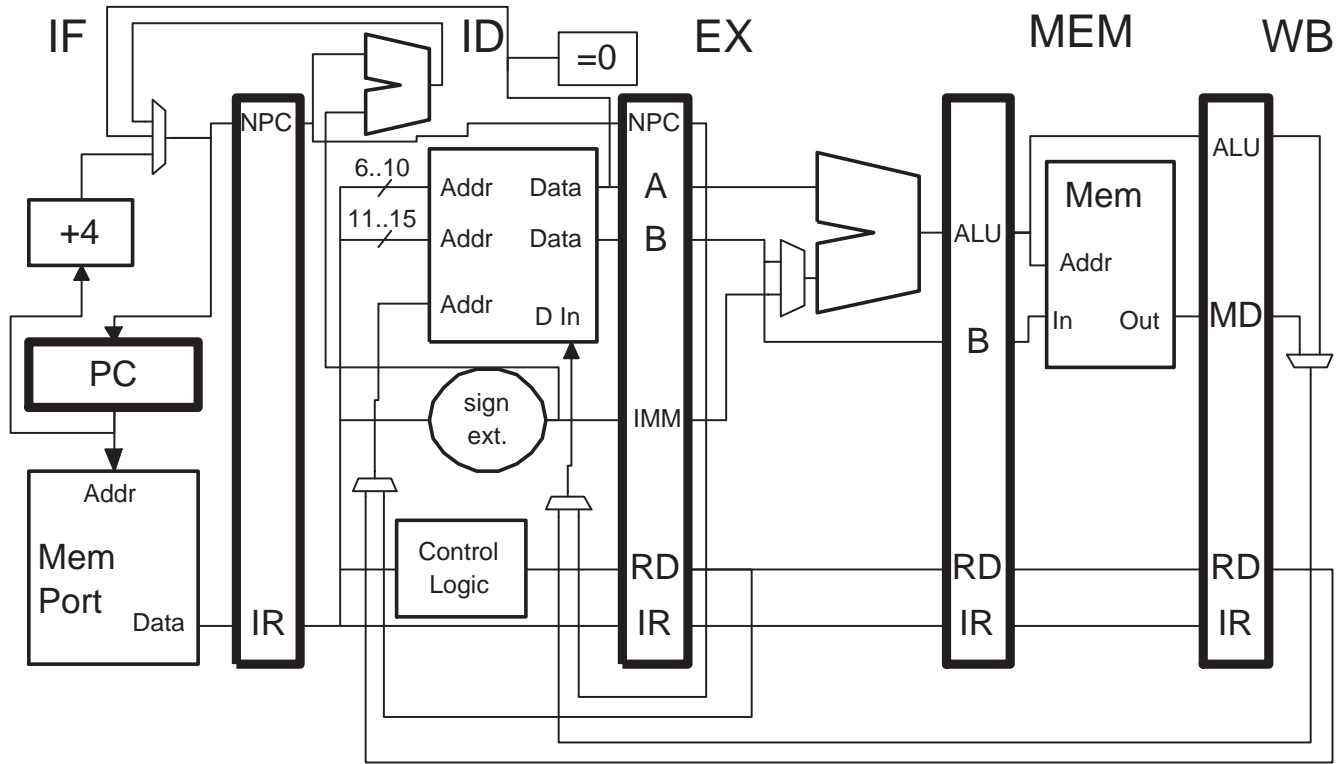 IF
ID
EX
MEM
WB
=0
NPC
NPC
ALU
6..10
Addr
Data
A
Mem
11..15
Addr
Data
B
ALU
+4
Addr
Addr
D In
B
In
Out
MD
PC
sign
ext.
IMM
Addr
Mem
Port
Data
Control
Logic
RD
RD
RD
IR
IR
IR
IR